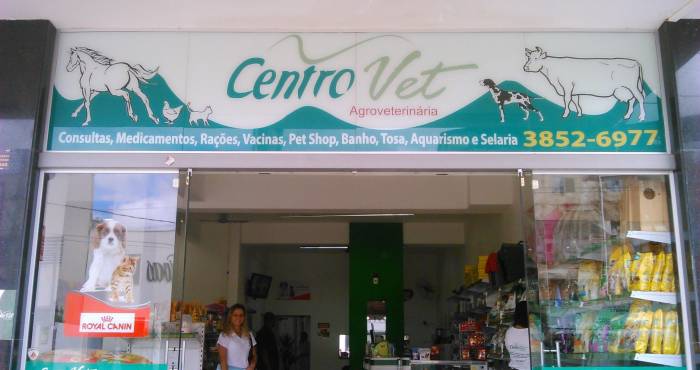 Centro Vet
Agroveterinária
Consultas, Medicamentos, Rações, Vacinas, Pet Shop, Banho, Tosa, Aquarismo e Selaria 3852-6977
ROYAL CANIN